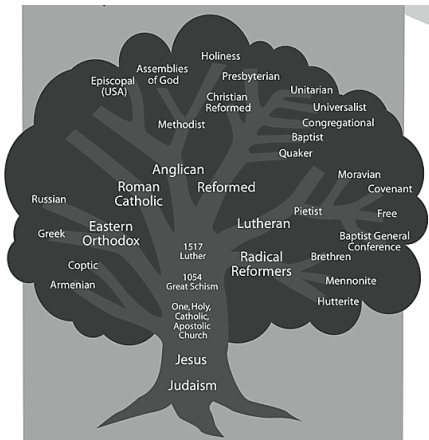 Holiness
Assemblies
of God
Episcopal
(USA)
Presbyterian
Unitarian
Christian
Reformed
Universalist
Methodist
Congregational
Baptist
Quaker
Anglican
Moravian
Roman
Catholic
Reformed
Covenant
Russian
Pietist
Free
Lutheran
Greek
Eastern
Orthodox
Baptist General
Conference
1517
Luther
Radical
Reformers
Brethren
Coptic
Armenian
1054
Great Schism
Mennonite
Hutterite
One, Holy,
Catholic,
Apostolic
Church
Jesus
Judaism